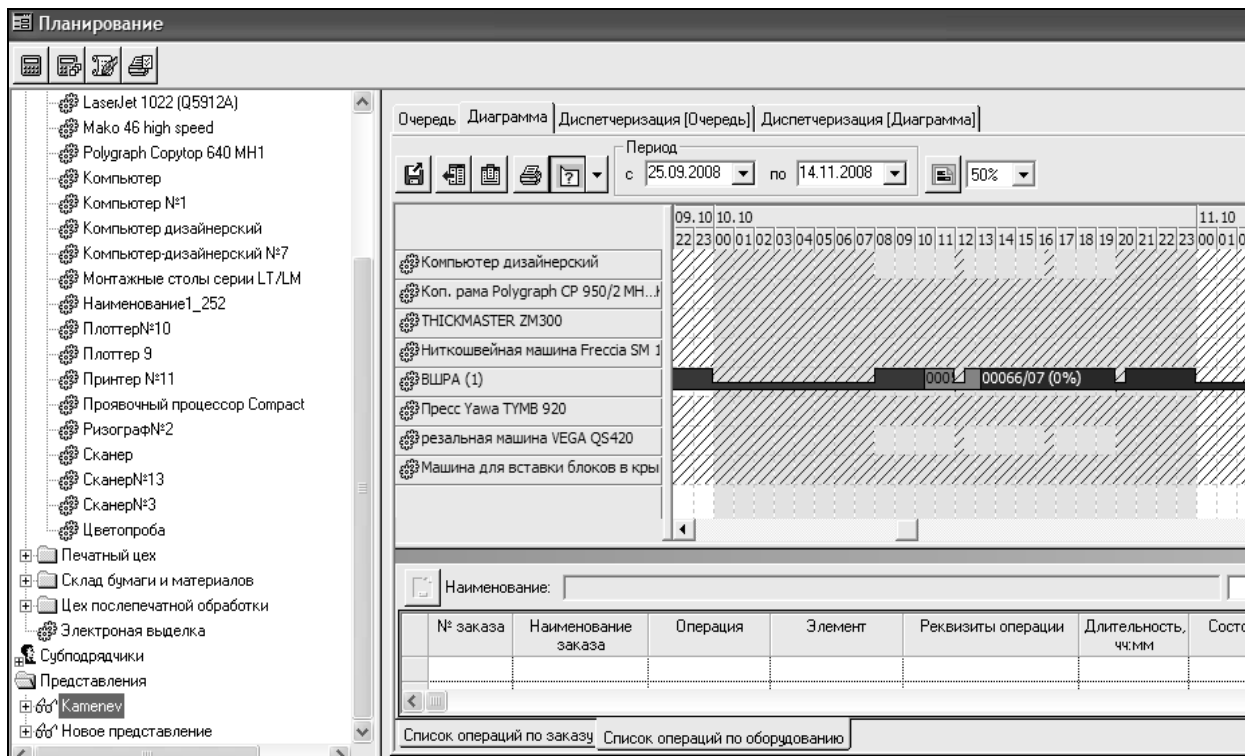 Планирование
LaserJet 1022 (Q5912A)
Mako 46 high speed
Polygraph Copytop 640 MH1
Компьютер
Компьютер №1
Компьютер дизайнерский
Компьютер-дизайнерский №7
Монтажные столы серии LT/LM
Наименование1_252
Плоттер№10
Плоттер 9
Принтер №11
Проявочный процессор Compact
Ризограф№2
Сканер
Сканер№13
Сканер№3
Цветопроба
Печатный цех
Склад бумаги и материалов
Цех послепечатной обработки
Электроная выделка
Субподрядчики
Представления
Kamenev
Новое представление
Очередь Диаграмма Диспетчеризация [Очередь] Диспетчеризация [Диаграмма]
Период
с 25.09.2008 по 14.11.2008 50%
09.10 10.10 11.10
22 23 00 01 02 03 04 05 06 07 08 09 10 11 12 13 14 15 16 17 18 19 20 21 22 23 00 01
Компьютер дизайнерский
Коп. рама Polygraph CP 950/2 MH...
THICKMASTER ZM300
Ниткошвейная машина Freccia SM 1
ВШРА (1) 00066/07 (0%)
Пресс Yawa TYMB 920
резальная машина VEGA QS420
Машина для вставки блоков в кры
Наименование:
№ заказа Наименование заказа Операция Элемент Реквизиты операции Длительность, чч:мм Состо
Список операций по заказу Список операций по оборудованию